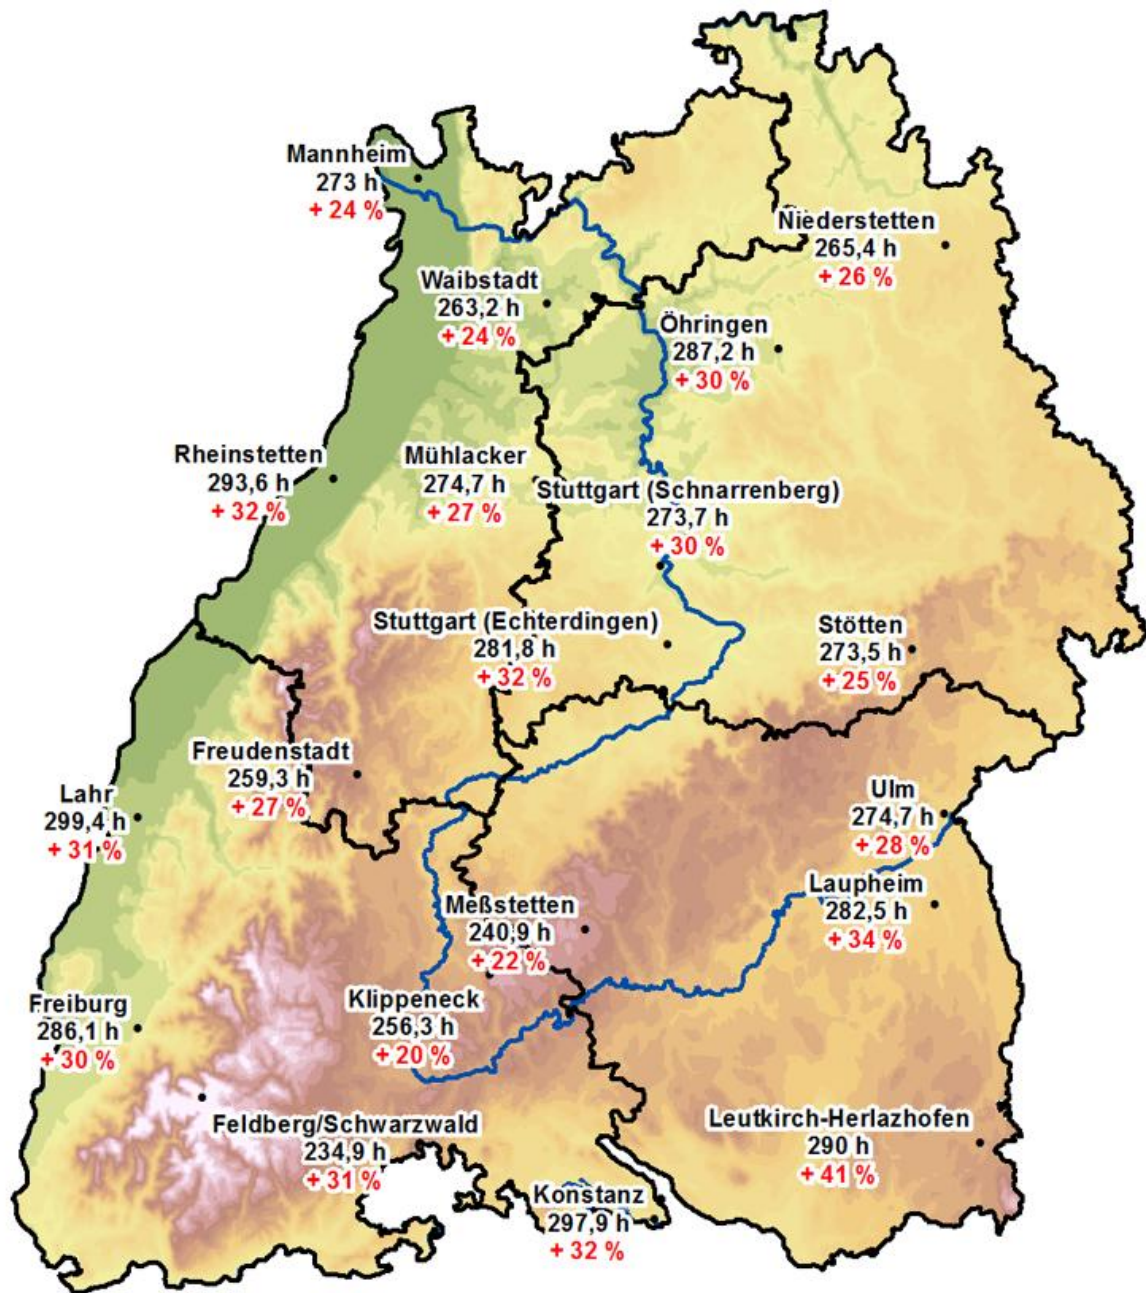 Mannheim
273 h
+ 24 %
Niederstetten
265,4 h
+ 26 %
Waibstadt
263,2 h
+ 24 %
Öhringen
287,2 h
+ 30 %
Rheinstetten
293,6 h
+ 32 %
Mühlacker
274,7 h
+ 27 %
Stuttgart (Schnarrenberg)
273,7 h
+ 30 %
Stuttgart (Echterdingen)
281,8 h
+ 32 %
Stötten
273,5 h
+ 25 %
Freudenstadt
259,3 h
+ 27 %
Lahr
299,4 h
+ 31 %
Ulm
274,7 h
+ 28 %
Laupheim
282,5 h
+ 34 %
Meßstetten
240,9 h
+ 22 %
Klippeneck
256,3 h
+ 20 %
Freiburg
286,1 h
+ 30 %
Feldberg/Schwarzwald
234,9 h
+ 31 %
Leutkirch-Herlazhofen
290 h
+ 41 %
Konstanz
297,9 h
+ 32 %